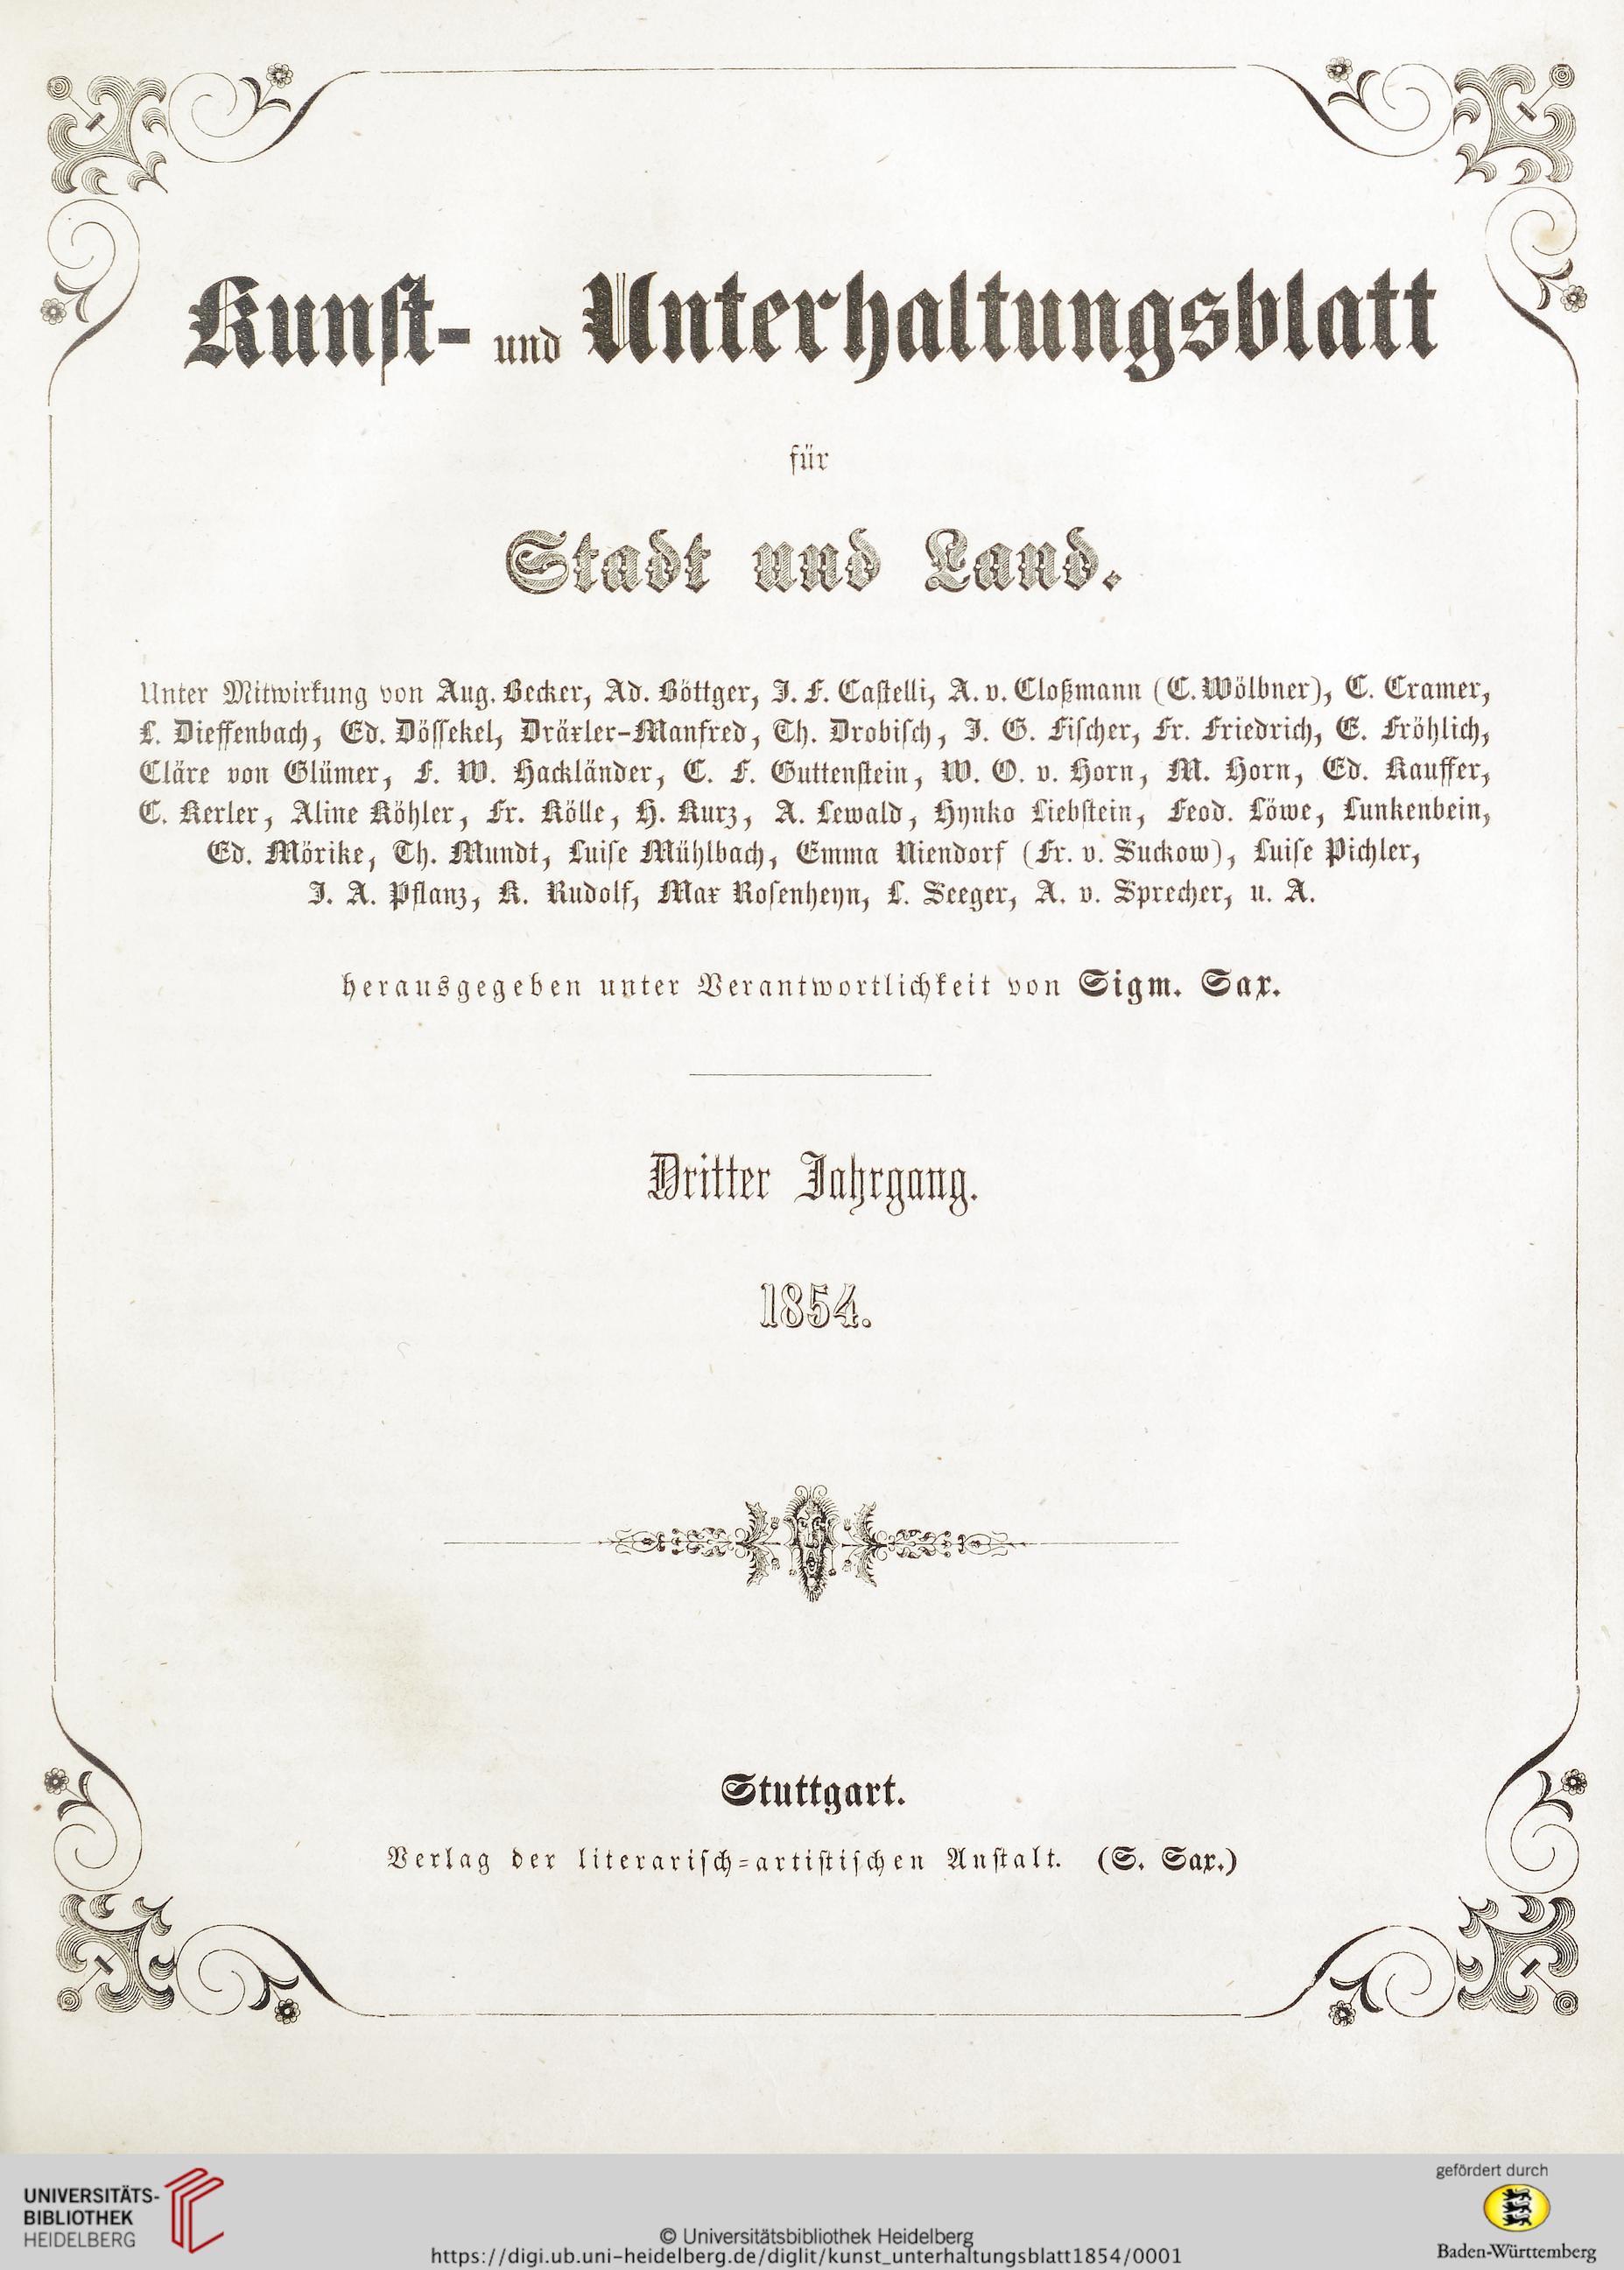 Kunst- und Unterhaltungsblatt
für
Stadt und Land.
Unter Mitwirkung von Aug. Becker, Ad. Böttger, J. F. Castelli, A. v. Cloßmann (C. Wölbner), C. Cramer,
L. Dieffenbach, Ed. Dössekel, Dräxler-Manfred, Th. Drobisch, J. G. Fischer, Fr. Friedrich, E. Fröhlich,
Cläre von Glümer, F. W. Hackländer, C. F. Guttenstein, W. O. v. Horn, M. Horn, Ed. Kauffer,
C. Kerler, Aline Köhler, Fr. Kölle, H. Kurz, A. Lewald, Hynko Liebstein, Feod. Löwe, Lunkenbein,
Ed. Mörike, Th. Mundt, Luise Mühlbach, Emma Niendorf (Fr. v. Suckow), Luise Pichler,
J. A. Pflanz, K. Rudolf, Max Rosenheyn, L. Seeger, A. v. Sprecher, u. A.
herausgegeben unter Verantwortlichkeit von Sigm. Sax.
Dritter Jahrgang.
1854.
Stuttgart.
Verlag der literarisch-artistischen Anstalt. (S. Sax.)
UNIVERSITÄTS-
BIBLIOTHEK
HEIDELBERG
© Universitätsbibliothek Heidelberg
https://digi.ub.uni-heidelberg.de/diglit/kunst_unterhaltungsblatt1854/0001
gefördert durch
Baden-Württemberg